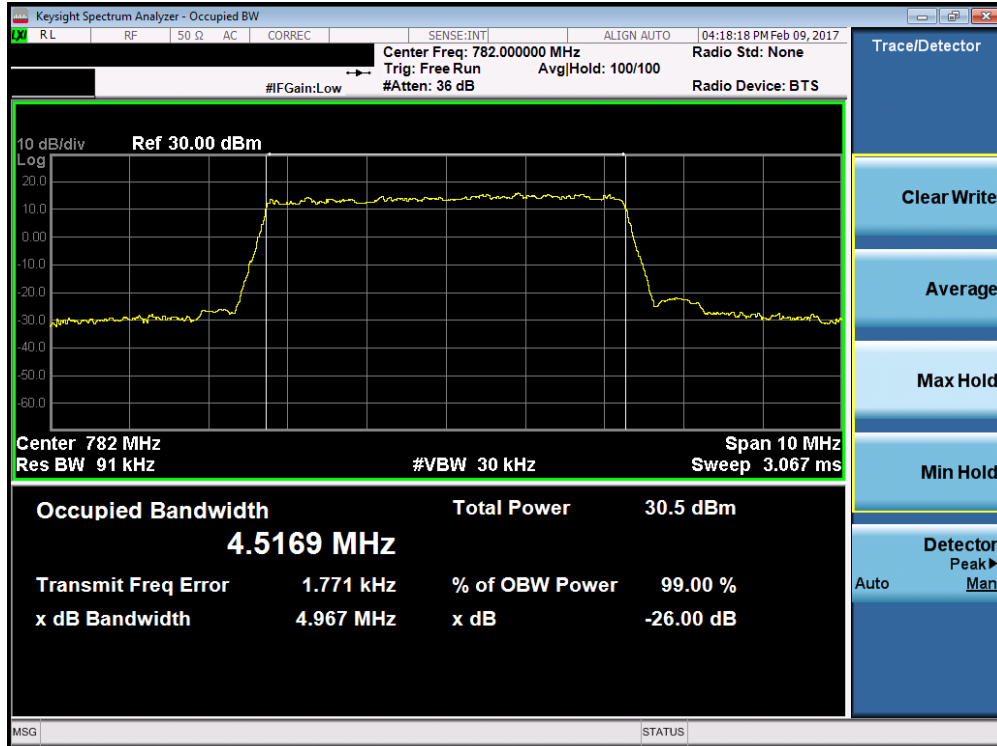 Keysight Spectrum Analyzer - Occupied BW
LXI RL RF 50 Ω AC CORREC SENSE:INT ALIGN AUTO 04:18:18 PM Feb 09, 2017
Center Freq: 782.000000 MHz Radio Std: None
Trig: Free Run Avg|Hold: 100/100
#IFGain:Low #Atten: 36 dB Radio Device: BTS
10 dB/div Ref 30.00 dBm
Log
20.0
10.0
0.00
-10.0
-20.0
-30.0
-40.0
-50.0
-60.0
Center 782 MHz Span 10 MHz
Res BW 91 kHz #VBW 30 kHz Sweep 3.067 ms
Occupied Bandwidth Total Power 30.5 dBm
4.5169 MHz
Transmit Freq Error 1.771 kHz % of OBW Power 99.00 %
x dB Bandwidth 4.967 MHz x dB -26.00 dB
MSG STATUS
Trace/Detector
Clear Write
Average
Max Hold
Min Hold
Detector
Peak▶
Auto Man